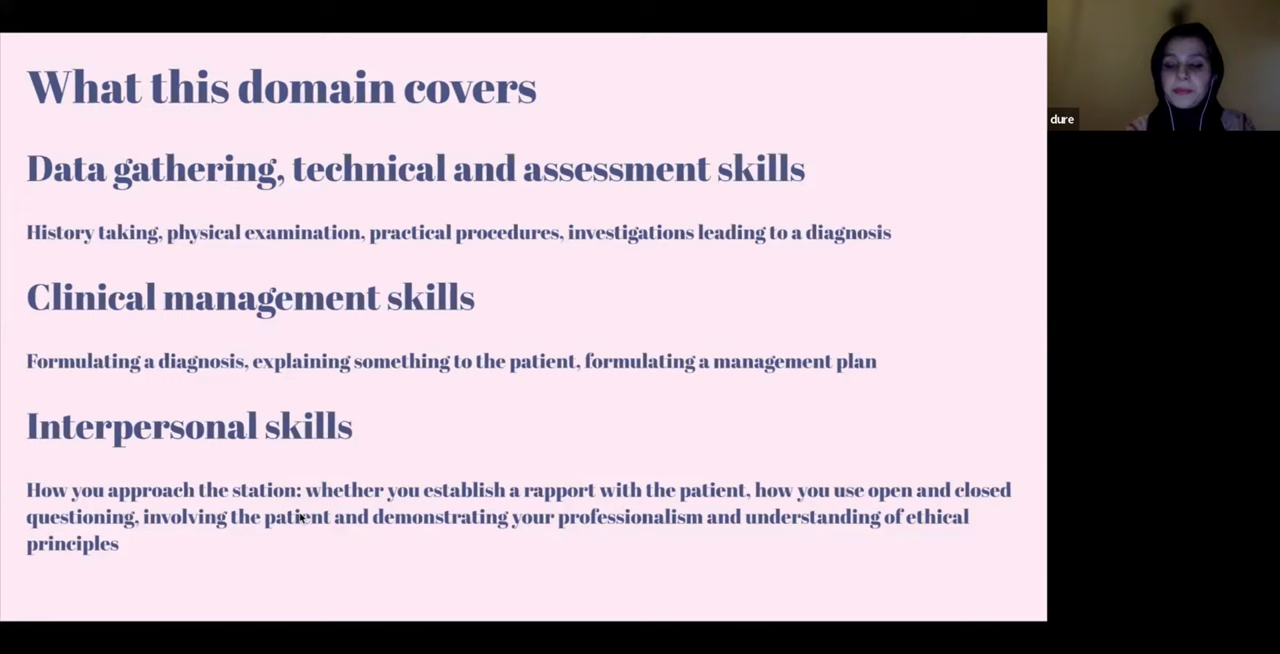 What this domain covers
Data gathering, technical and assessment skills
History taking, physical examination, practical procedures, investigations leading to a diagnosis
Clinical management skills
Formulating a diagnosis, explaining something to the patient, formulating a management plan
Interpersonal skills
How you approach the station: whether you establish a rapport with the patient, how you use open and closed
questioning, involving the patient and demonstrating your professionalism and understanding of ethical
principles
dure